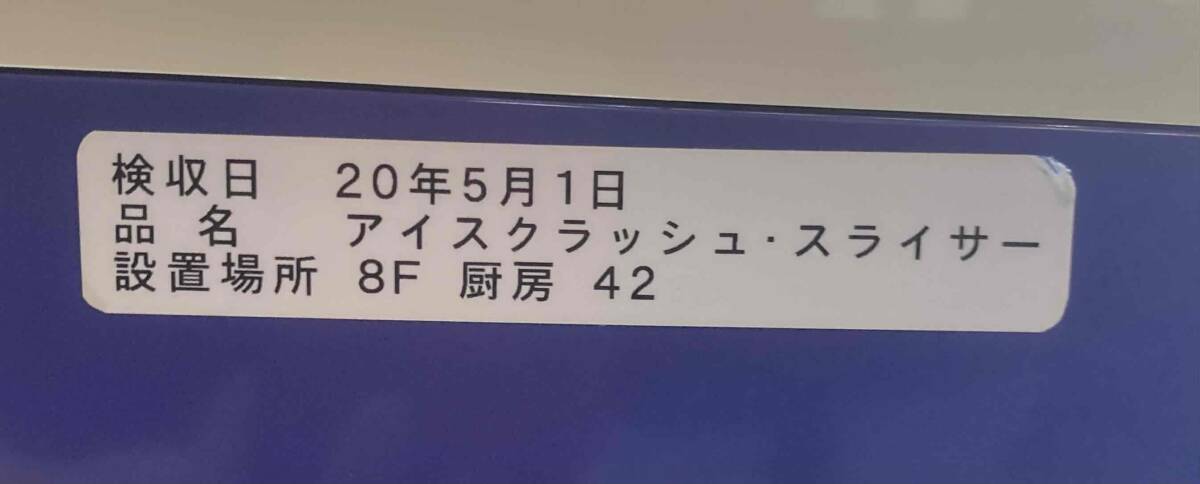 検収日 20年5月1日
品名 アイスクラッシュ・スライサー
設置場所 8F 厨房 42